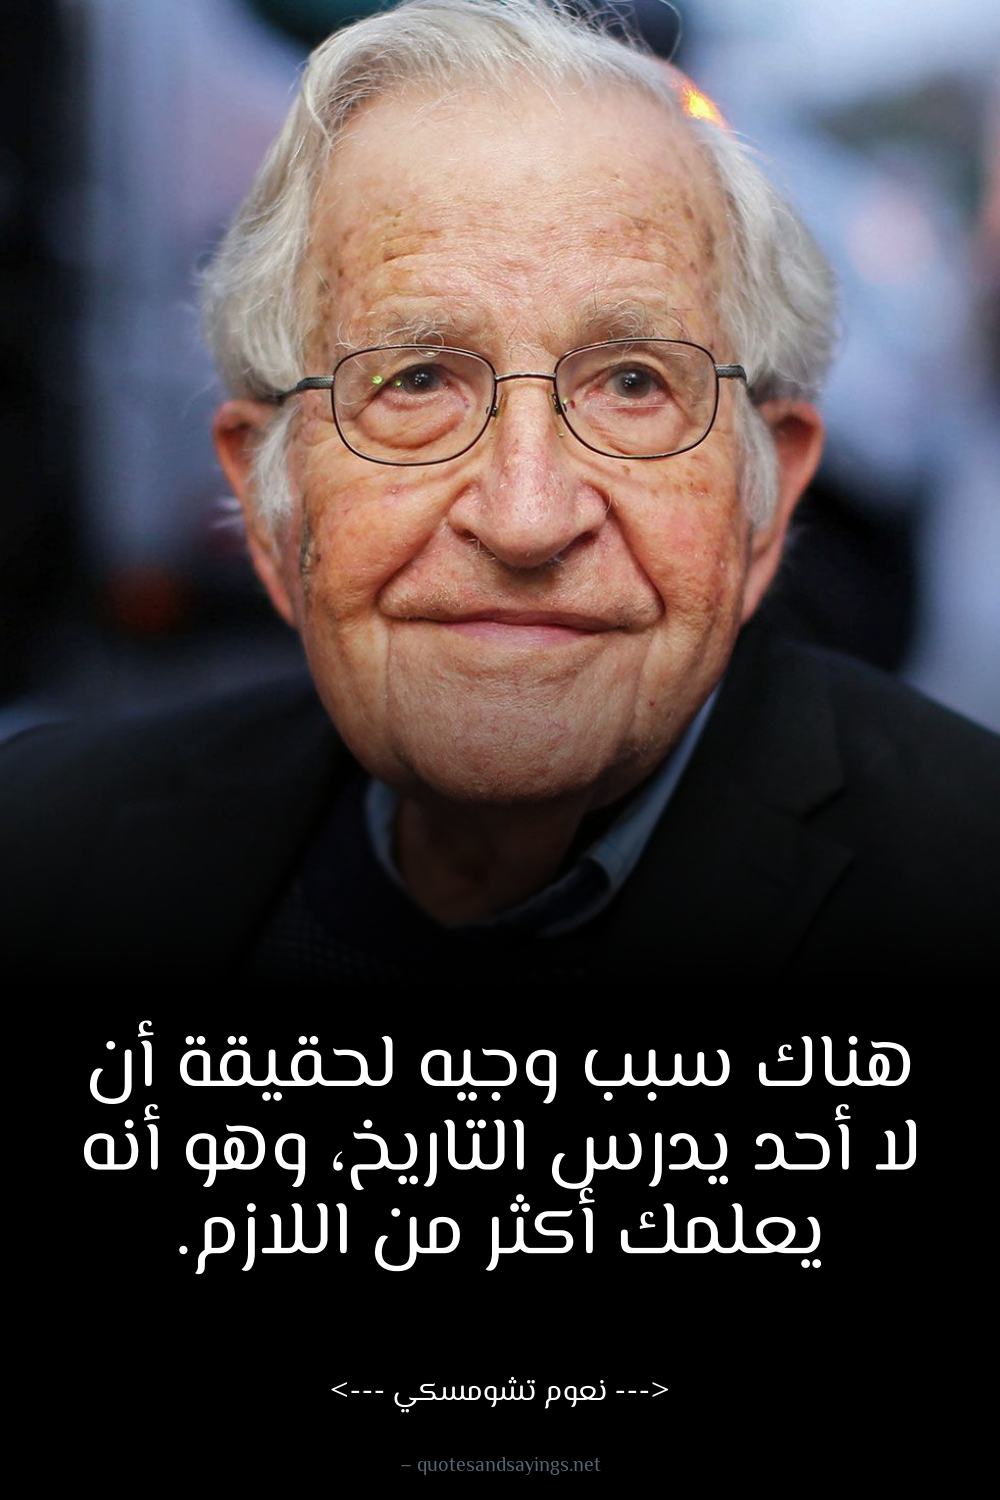 هناك سبب وجيه لحقيقة أن
لا أحد يدرس التاريخ، وهو أنه
يعلمك أكثر من اللازم.
<--- نعوم تشومسكي --->
– quotesandsayings.net